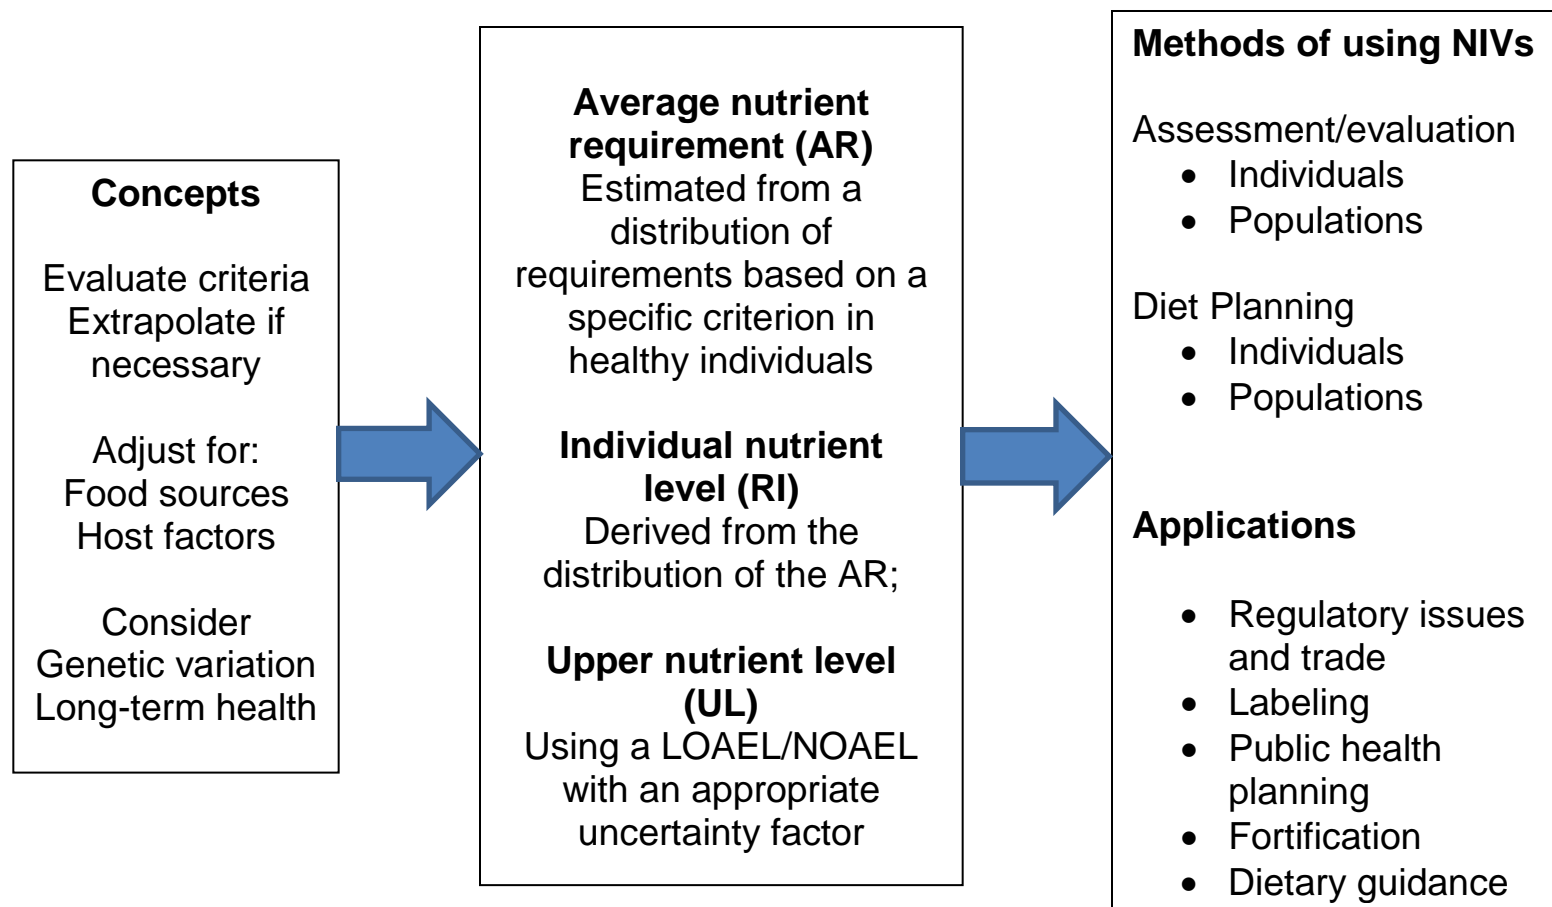 Concepts
Evaluate criteria
Extrapolate if
necessary
Adjust for:
Food sources
Host factors
Consider
Genetic variation
Long-term health
Average nutrient
requirement (AR)
Estimated from a
distribution of
requirements based on a
specific criterion in
healthy individuals
Individual nutrient
level (RI)
Derived from the
distribution of the AR;
Upper nutrient level
(UL)
Using a LOAEL/NOAEL
with an appropriate
uncertainty factor
Methods of using NIVs
Assessment/evaluation
• Individuals
• Populations
Diet Planning
• Individuals
• Populations
Applications
• Regulatory issues
and trade
• Labeling
• Public health
planning
• Fortification
• Dietary guidance